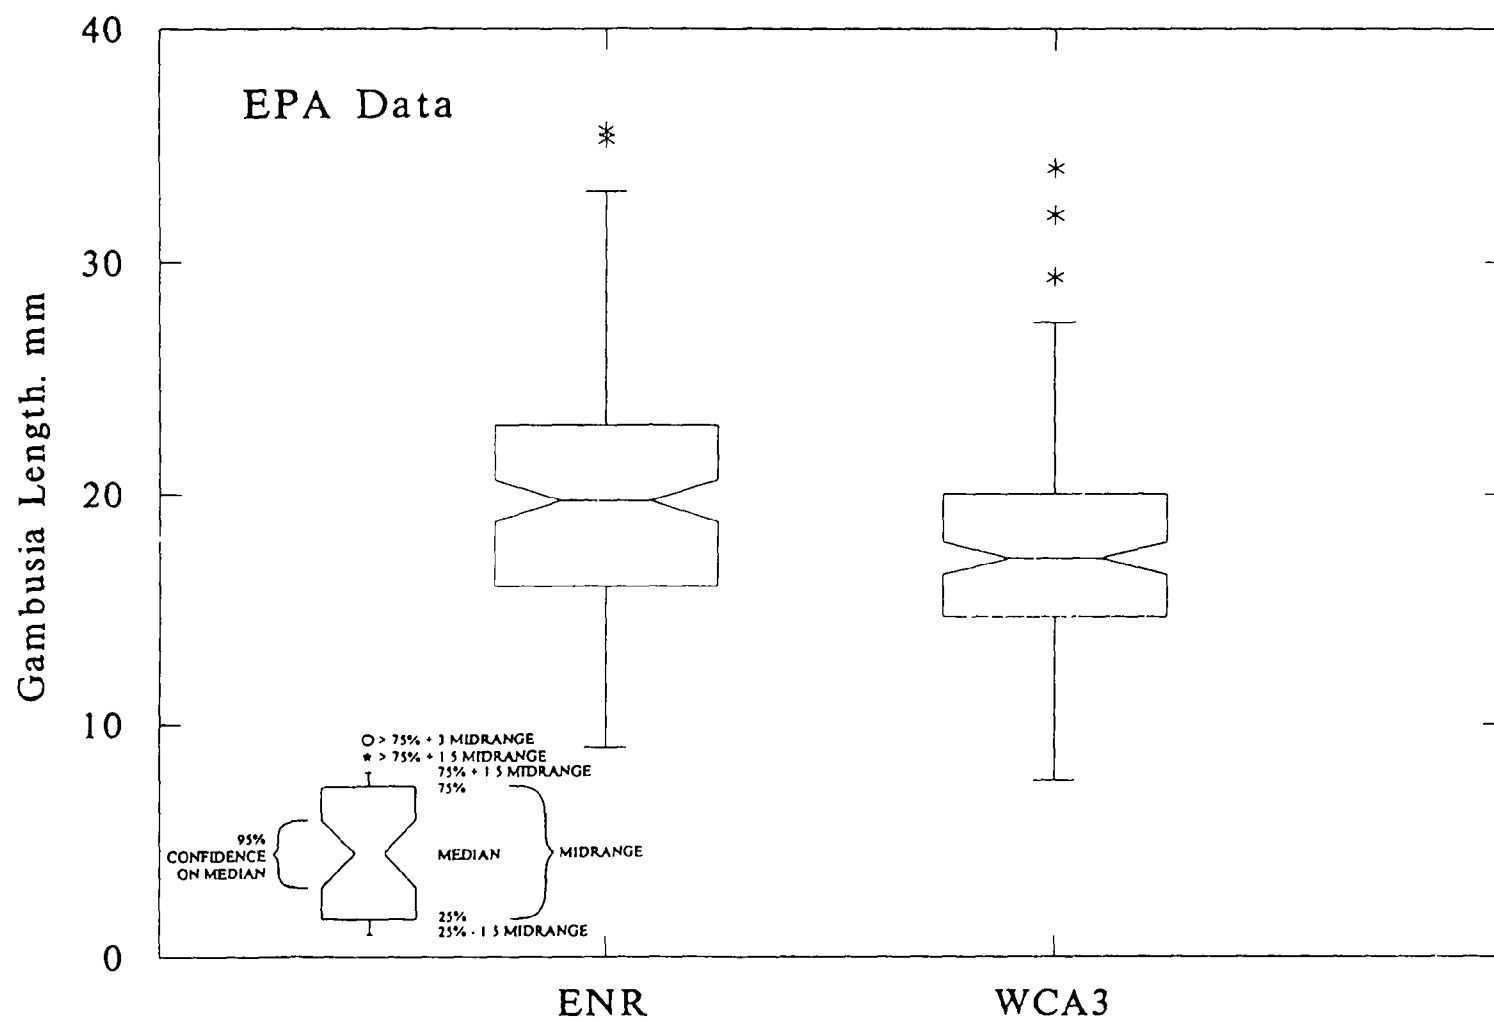 40
EPA Data
30
Gambusia Length. mm
20
10
O > 75% + 3 MIDRANGE
* > 75% + 1 5 MIDRANGE
75% + 1 5 MIDRANGE
75%
95%
CONFIDENCE
ON MEDIAN
MEDIAN
MIDRANGE
25%
25% - 1 5 MIDRANGE
0
ENR
WCA3